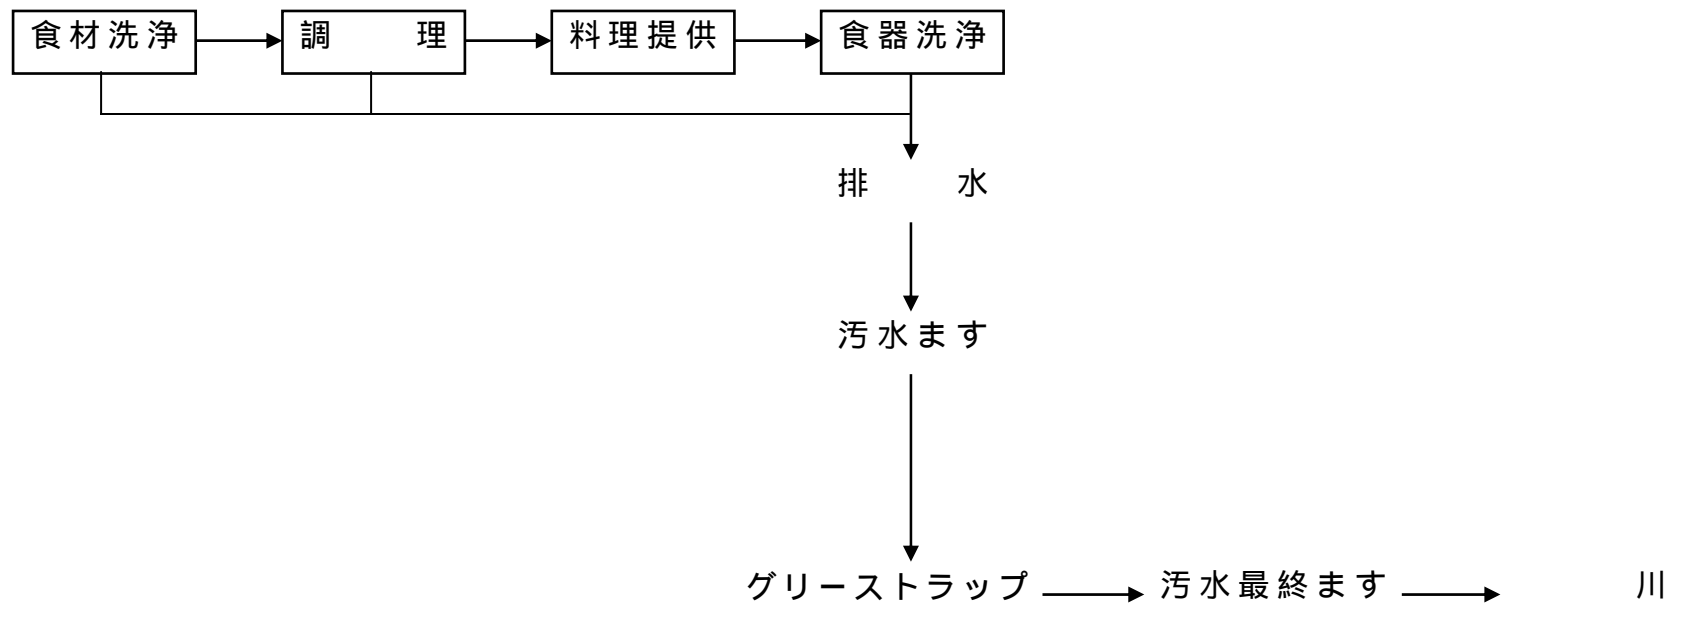 食材洗浄
調理
料理提供
食器洗浄
排水
汚水ます
グリーストラップ
汚水最終ます
川